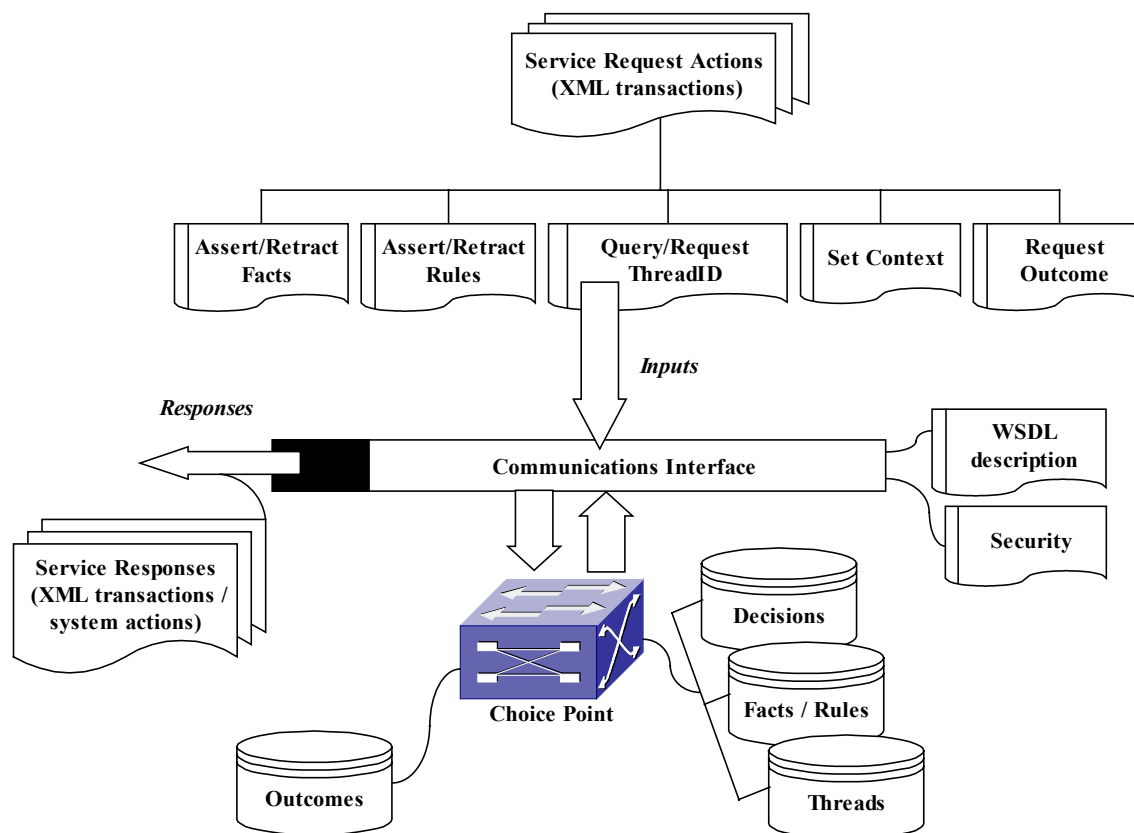 Service Request Actions
(XML transactions)
Assert/Retract
Facts
Assert/Retract
Rules
Query/Request
ThreadID
Set Context
Request
Outcome
Inputs
Responses
Communications Interface
WSDL
description
Security
Service Responses
(XML transactions /
system actions)
Choice Point
Decisions
Facts / Rules
Threads
Outcomes